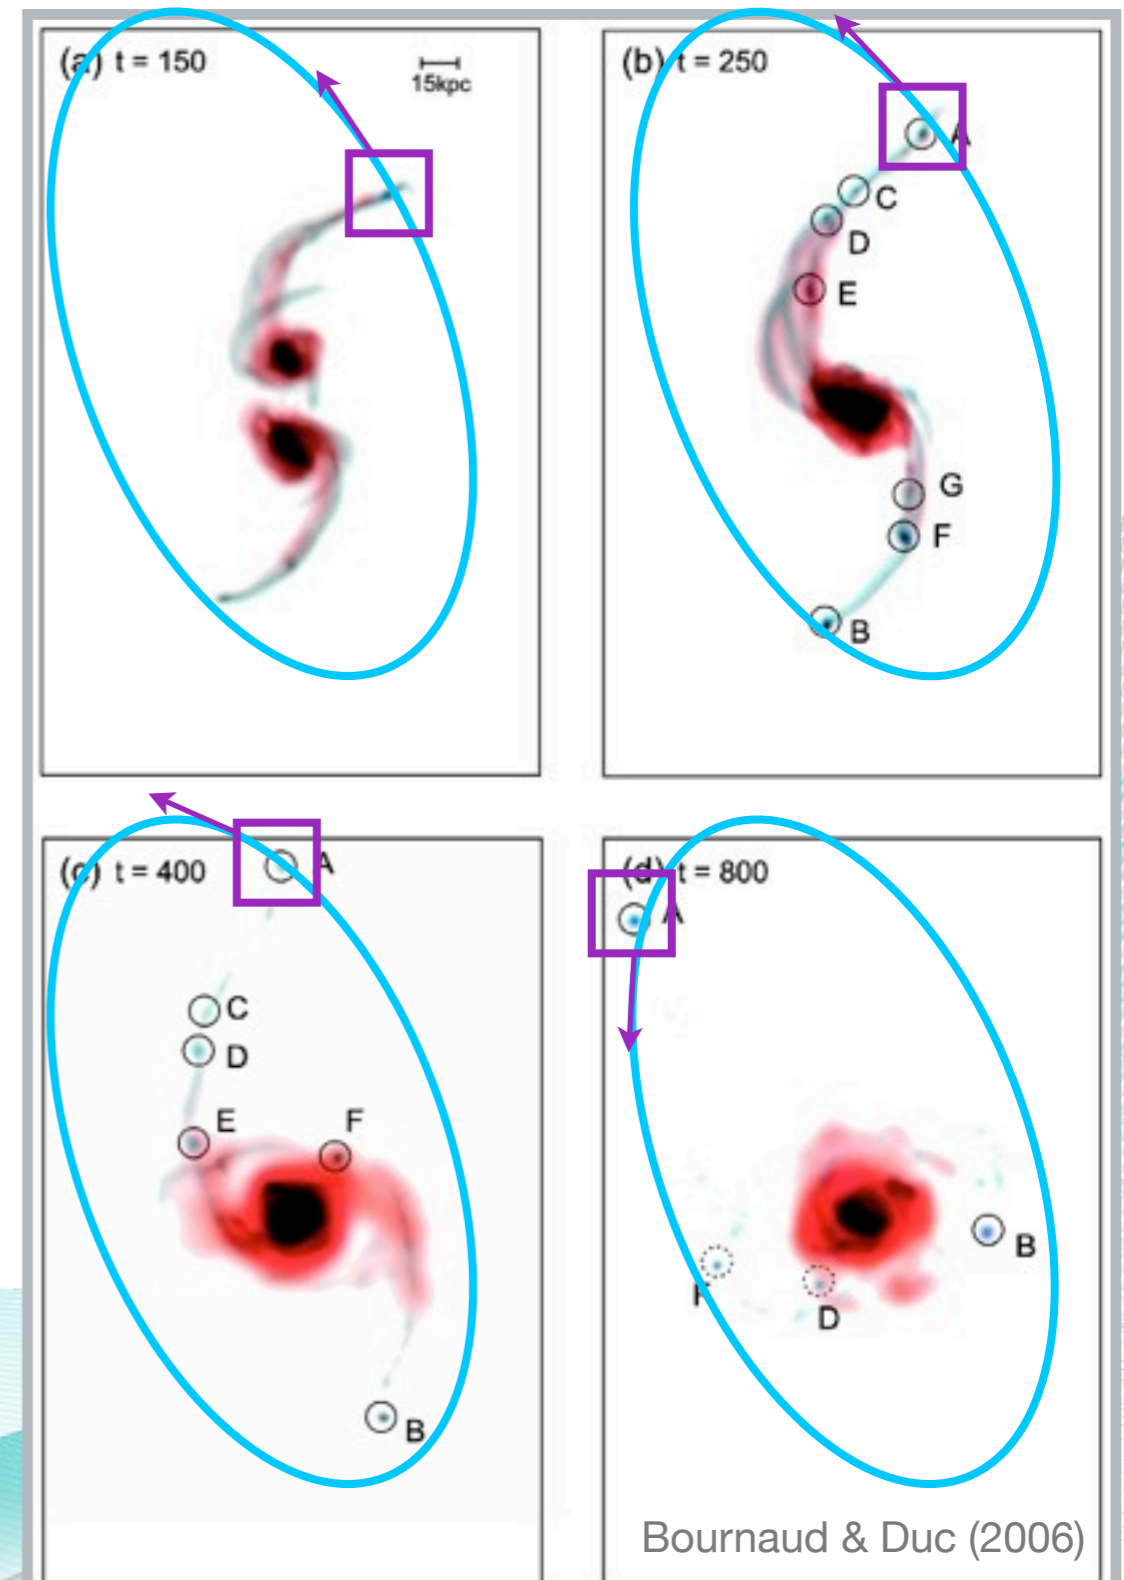 (a) t = 150
15kpc
(b) t = 250
A
C
D
E
G
F
B
(c) t = 400
A
C
D
E
F
B
(d) t = 800
A
B
F
D
Bournaud & Duc (2006)